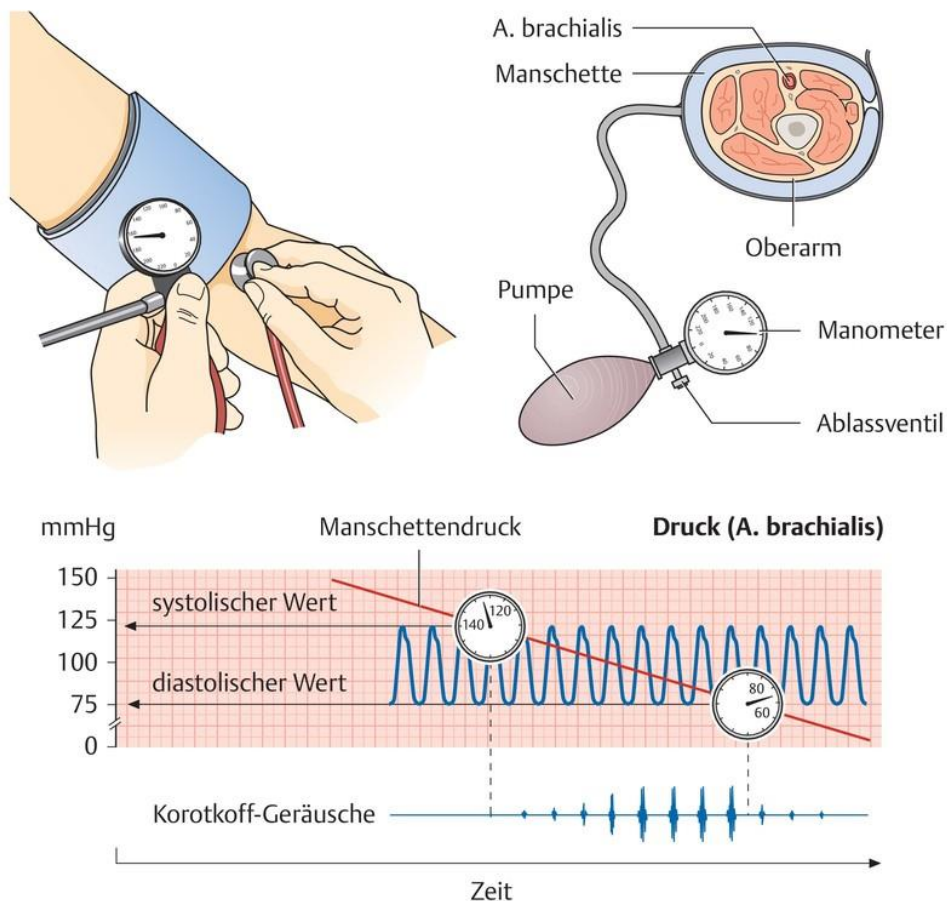 A. brachialis
Manschette
Oberarm
Pumpe
Manometer
Ablassventil
mmHg
Manschettendruck
Druck (A. brachialis)
150
systolischer Wert
125
120
140
100
diastolischer Wert
75
80
60
0
Korotkoff-Geräusche
Zeit